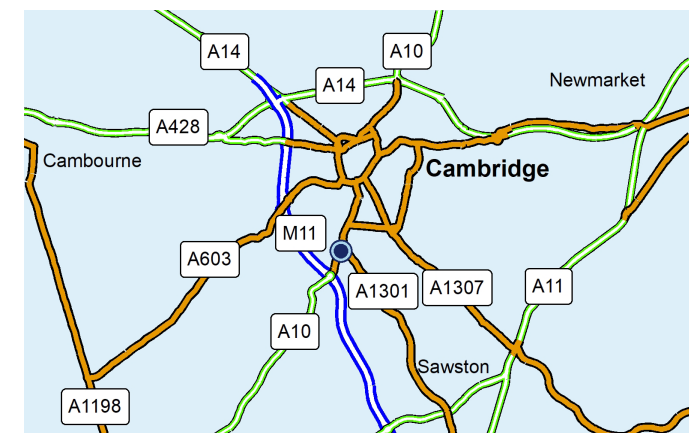 A14
A10
A14
Newmarket
A428
Cambourne
Cambridge
M11
A603
A1301
A1307
A11
A10
Sawston
A1198